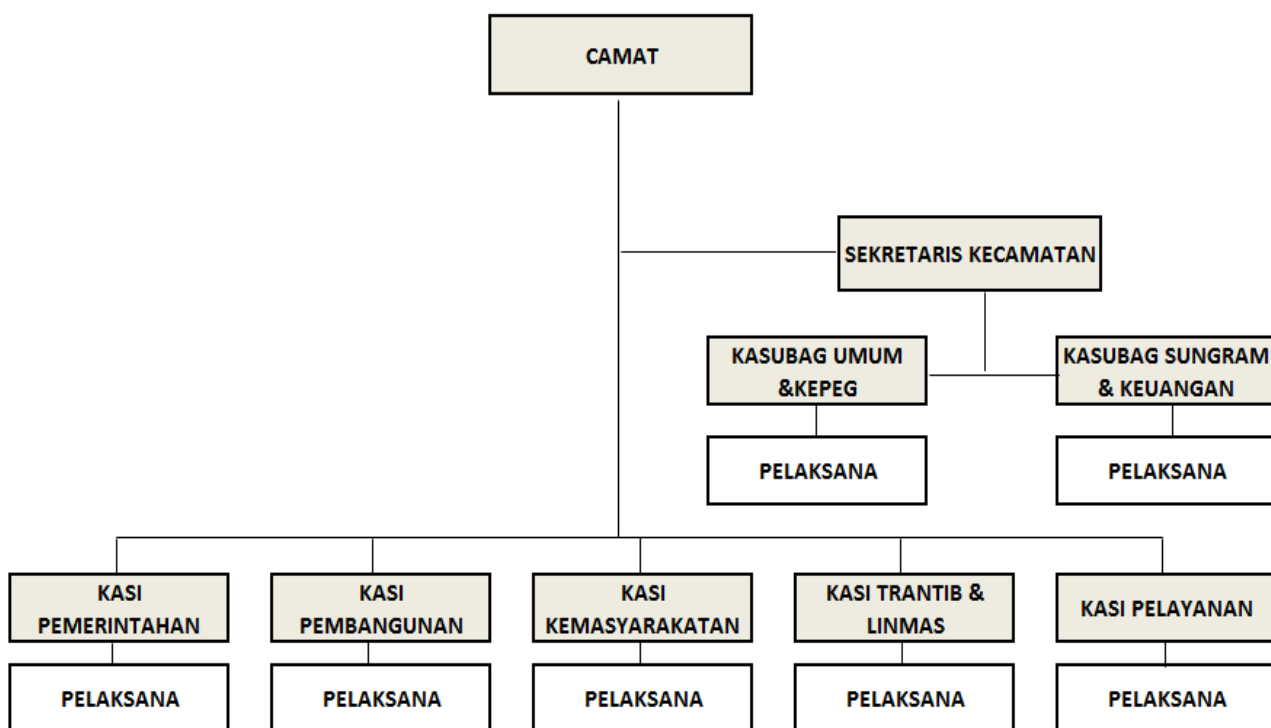 CAMAT
SEKRETARIS KECAMATAN
KASUBAG UMUM
&KEPEG
KASUBAG SUNGRAM
& KEUANGAN
PELAKSANA
PELAKSANA
KASI
PEMERINTAHAN
KASI
PEMBANGUNAN
KASI
KEMASYARAKATAN
KASI TRANTIB &
LINMAS
KASI PELAYANAN
PELAKSANA
PELAKSANA
PELAKSANA
PELAKSANA
PELAKSANA